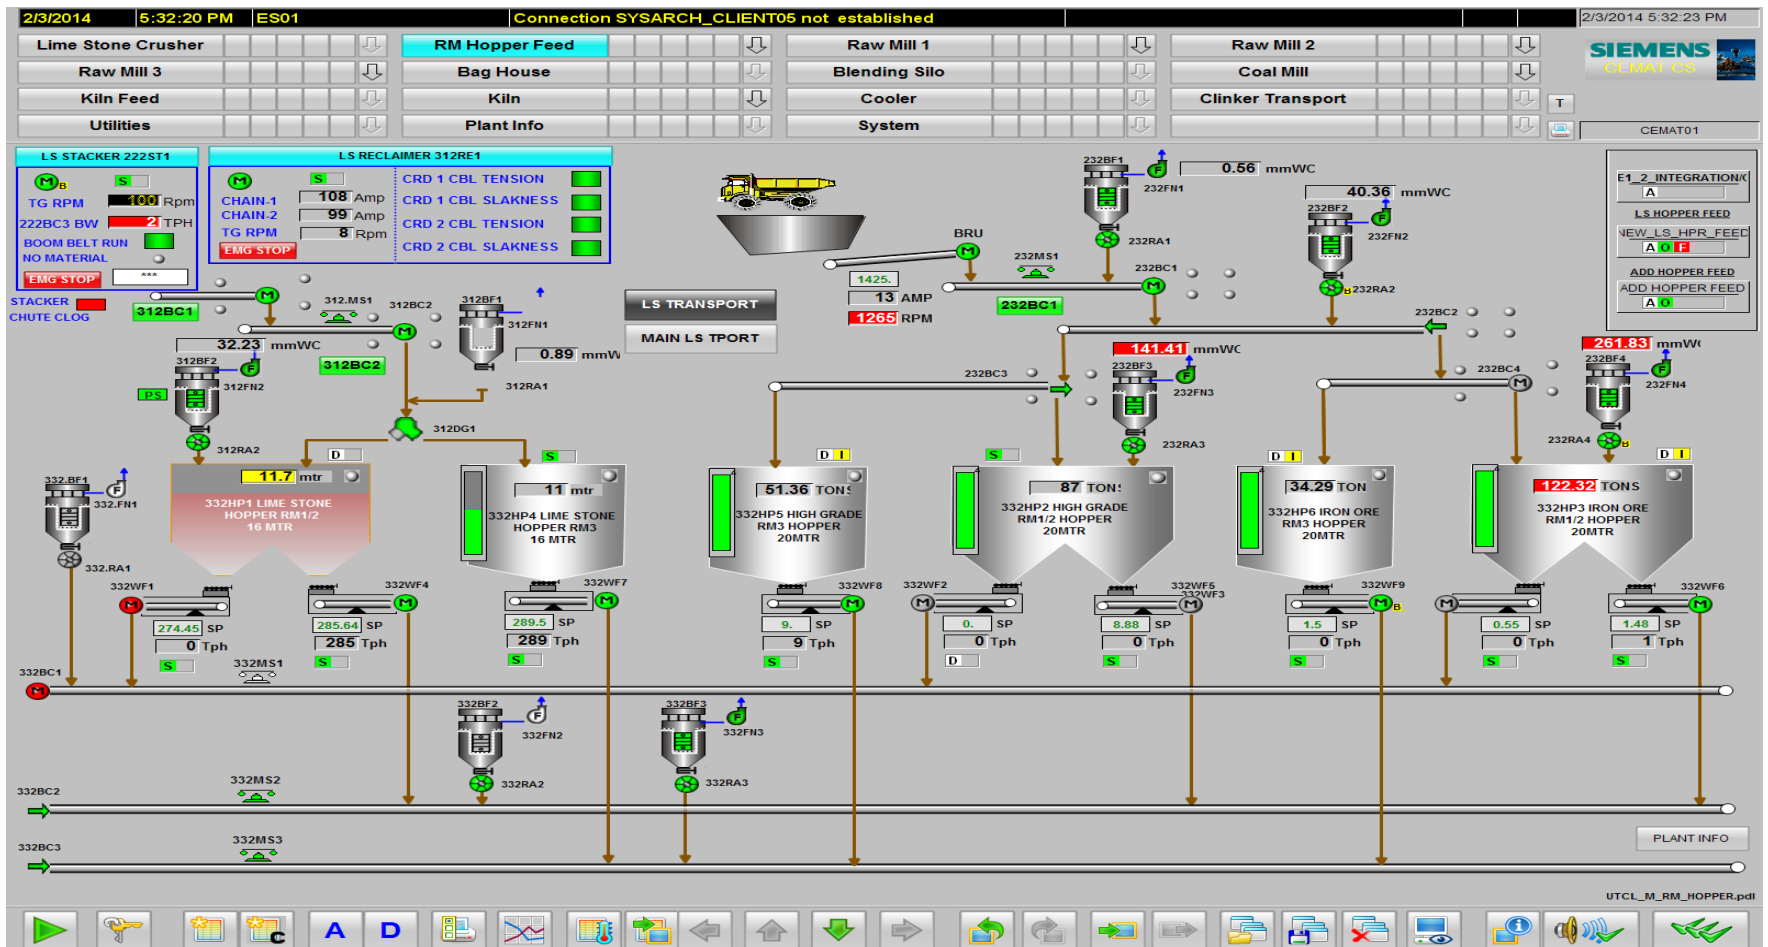 2/3/2014 5:32:20 PM ES01 Connection SYSARCH_CLIENT05 not established 2/3/2014 5:32:23 PM
Lime Stone Crusher RM Hopper Feed Raw Mill 1 Raw Mill 2
SIEMENS
CEMAT CS
Raw Mill 3 Bag House Blending Silo Coal Mill
Kiln Feed Kiln Cooler Clinker Transport
T
Utilities Plant Info System
CEMAT01
LS STACKER 222ST1
M B S
TG RPM 100 Rpm
222BC3 BW 2 TPH
BOOM BELT RUN
NO MATERIAL
EMG STOP ***
STACKER
CHUTE CLOG
LS RECLAIMER 312RE1
M S
CHAIN-1 108 Amp
CHAIN-2 99 Amp
TG RPM 8 Rpm
EMG STOP
CRD 1 CBL TENSION
CRD 1 CBL SLAKNESS
CRD 2 CBL TENSION
CRD 2 CBL SLAKNESS
312BC1 M 312.MS1 312BC2 M
312BF1 312FN1
0.89 mmW
312RA1
32.23 mmWC
312BF2 F 312FN2
312BC2
PS
312RA2
312DG1
LS TRANSPORT
MAIN LS TPORT
BRU M
1425.
13 AMP
1265 RPM
232MS1
232BF1 F 0.56 mmWC
232FN1
232RA1
232BC1 M
232BC1
40.36 mmWC
232BF2 F 232FN2
B 232RA2
232BC2
232BC3
141.41 mmWC
232BF3 F 232FN3
232RA3
232BC4 M
261.83 mmW(
232BF4 F 232FN4
232RA4 B
E1_2_INTEGRATION/(
A
LS HOPPER FEED
NEW_LS_HPR_FEED
A O F
ADD HOPPER FEED
ADD HOPPER FEED
A O
332.BF1 F 332.FN1
332.RA1
D
11.7 mtr
332HP1 LIME STONE
HOPPER RM1/2
16 MTR
S
11 mtr
332HP4 LIME STONE
HOPPER RM3
16 MTR
D I
51.36 TONS
332HP5 HIGH GRADE
RM3 HOPPER
20MTR
S
87 TON
332HP2 HIGH GRADE
RM1/2 HOPPER
20MTR
D I
34.29 TON
332HP6 IRON ORE
RM3 HOPPER
20MTR
D I
122.32 TONS
332HP3 IRON ORE
RM1/2 HOPPER
20MTR
332WF1 M
274.45 SP
0 Tph
S
332WF4 M
285.64 SP
285 Tph
S
332WF7 M
289.5 SP
289 Tph
S
332WF8 M
9. SP
9 Tph
S
332WF2 M
0. SP
0 Tph
D
332WF5 M
8.88 SP
0 Tph
S
332WF9 M B
1.5 SP
0 Tph
S
332WF3 M
0.55 SP
0 Tph
S
332WF6 M
1.48 SP
1 Tph
S
332BC1 M 332MS1
332BF2 F 332FN2
332RA2
332BF3 F 332FN3
332RA3
332BC2 332MS2
332BC3 332MS3
PLANT INFO
UTCL_M_RM_HOPPER.pdl
C A D